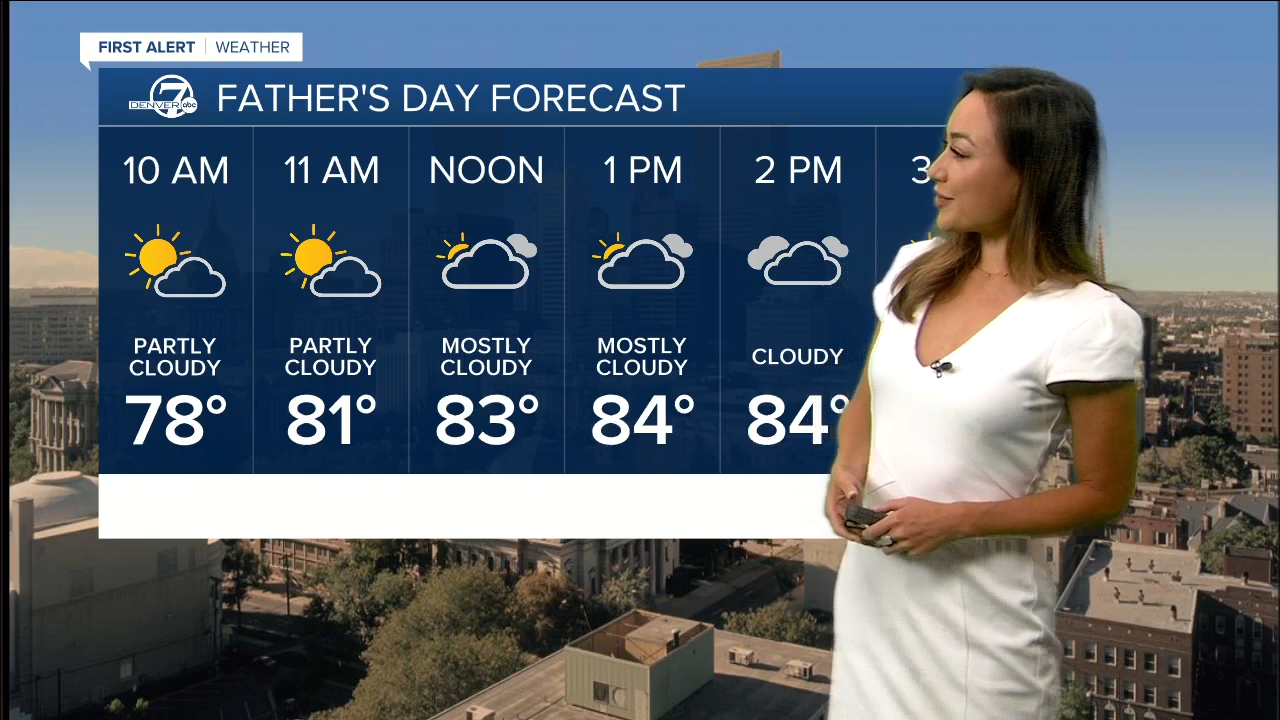 FIRST ALERT | WEATHER
DENVER 7 abc
FATHER'S DAY FORECAST
10 AM 11 AM NOON 1 PM 2 PM 3
PARTLY CLOUDY
PARTLY CLOUDY
MOSTLY CLOUDY
MOSTLY CLOUDY
CLOUDY
78° 81° 83° 84° 84°